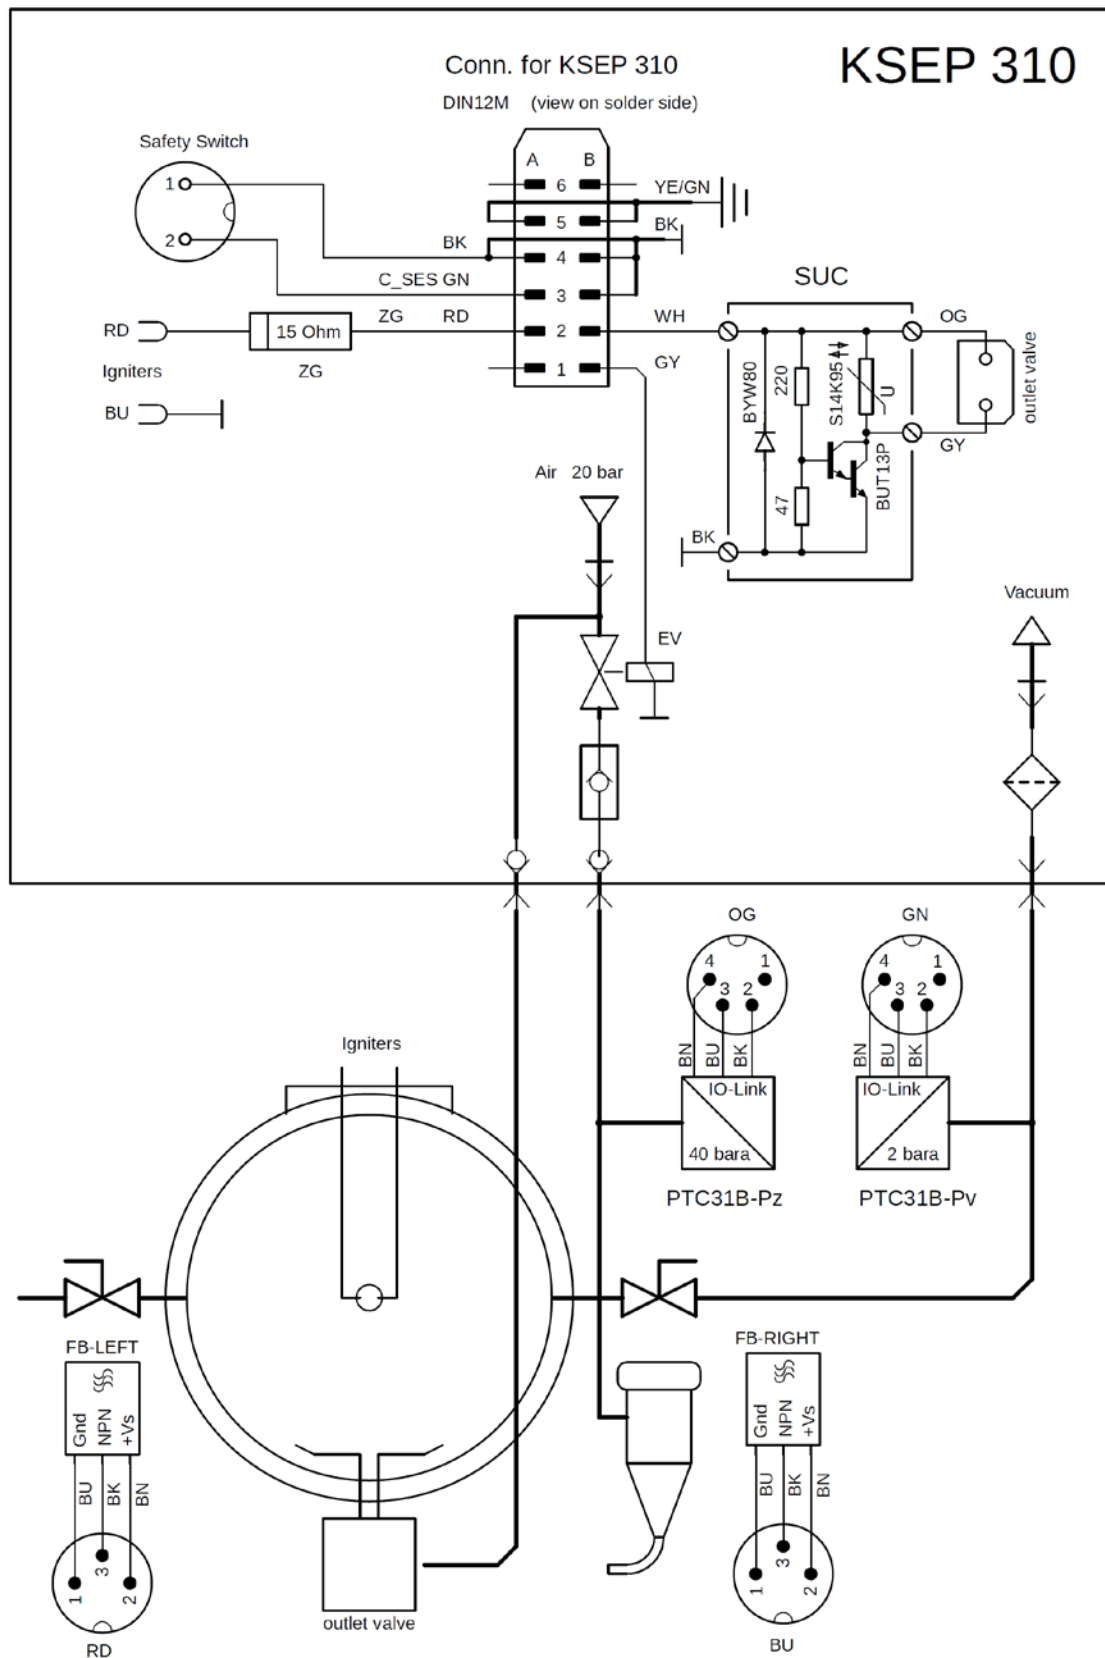 KSEP 310
Conn. for KSEP 310
DIN12M (view on solder side)
Safety Switch
A B
1
6
YE/GN
5
BK
2
BK
4
C_SES GN
3
SUC
RD
15 Ohm
ZG
RD
2
WH
OG
Igniters
ZG
1
GY
BU
BYW80
220
S14K95
U
outlet valve
GY
BUT13P
47
BK
Air 20 bar
Vacuum
EV
OG
GN
4
1
3
2
4
1
3
2
BN
BU
BK
BN
BU
BK
Igniters
IO-Link
40 bara
IO-Link
2 bara
PTC31B-Pz
PTC31B-Pv
FB-LEFT
FB-RIGHT
Gnd
NPN
+Vs
Gnd
NPN
+Vs
BU
BK
BN
BU
BK
BN
1
3
2
1
3
2
outlet valve
RD
BU